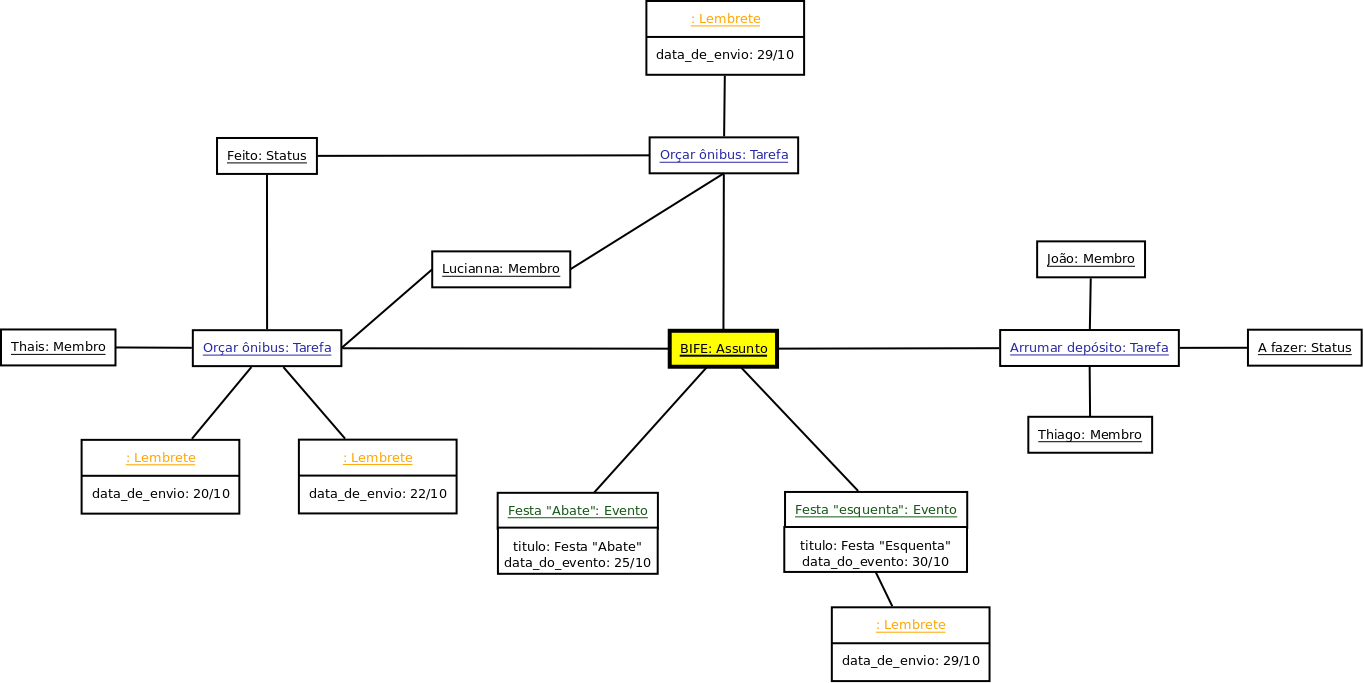 : Lembrete
data_de_envio: 29/10
Feito: Status
Orçar ônibus: Tarefa
Lucianna: Membro
João: Membro
Thais: Membro
Orçar ônibus: Tarefa
BIFE: Assunto
Arrumar depósito: Tarefa
A fazer: Status
Thiago: Membro
: Lembrete
data_de_envio: 20/10
: Lembrete
data_de_envio: 22/10
Festa "Abate": Evento
titulo: Festa "Abate"
data_do_evento: 25/10
Festa "esquenta": Evento
titulo: Festa "Esquenta"
data_do_evento: 30/10
: Lembrete
data_de_envio: 29/10